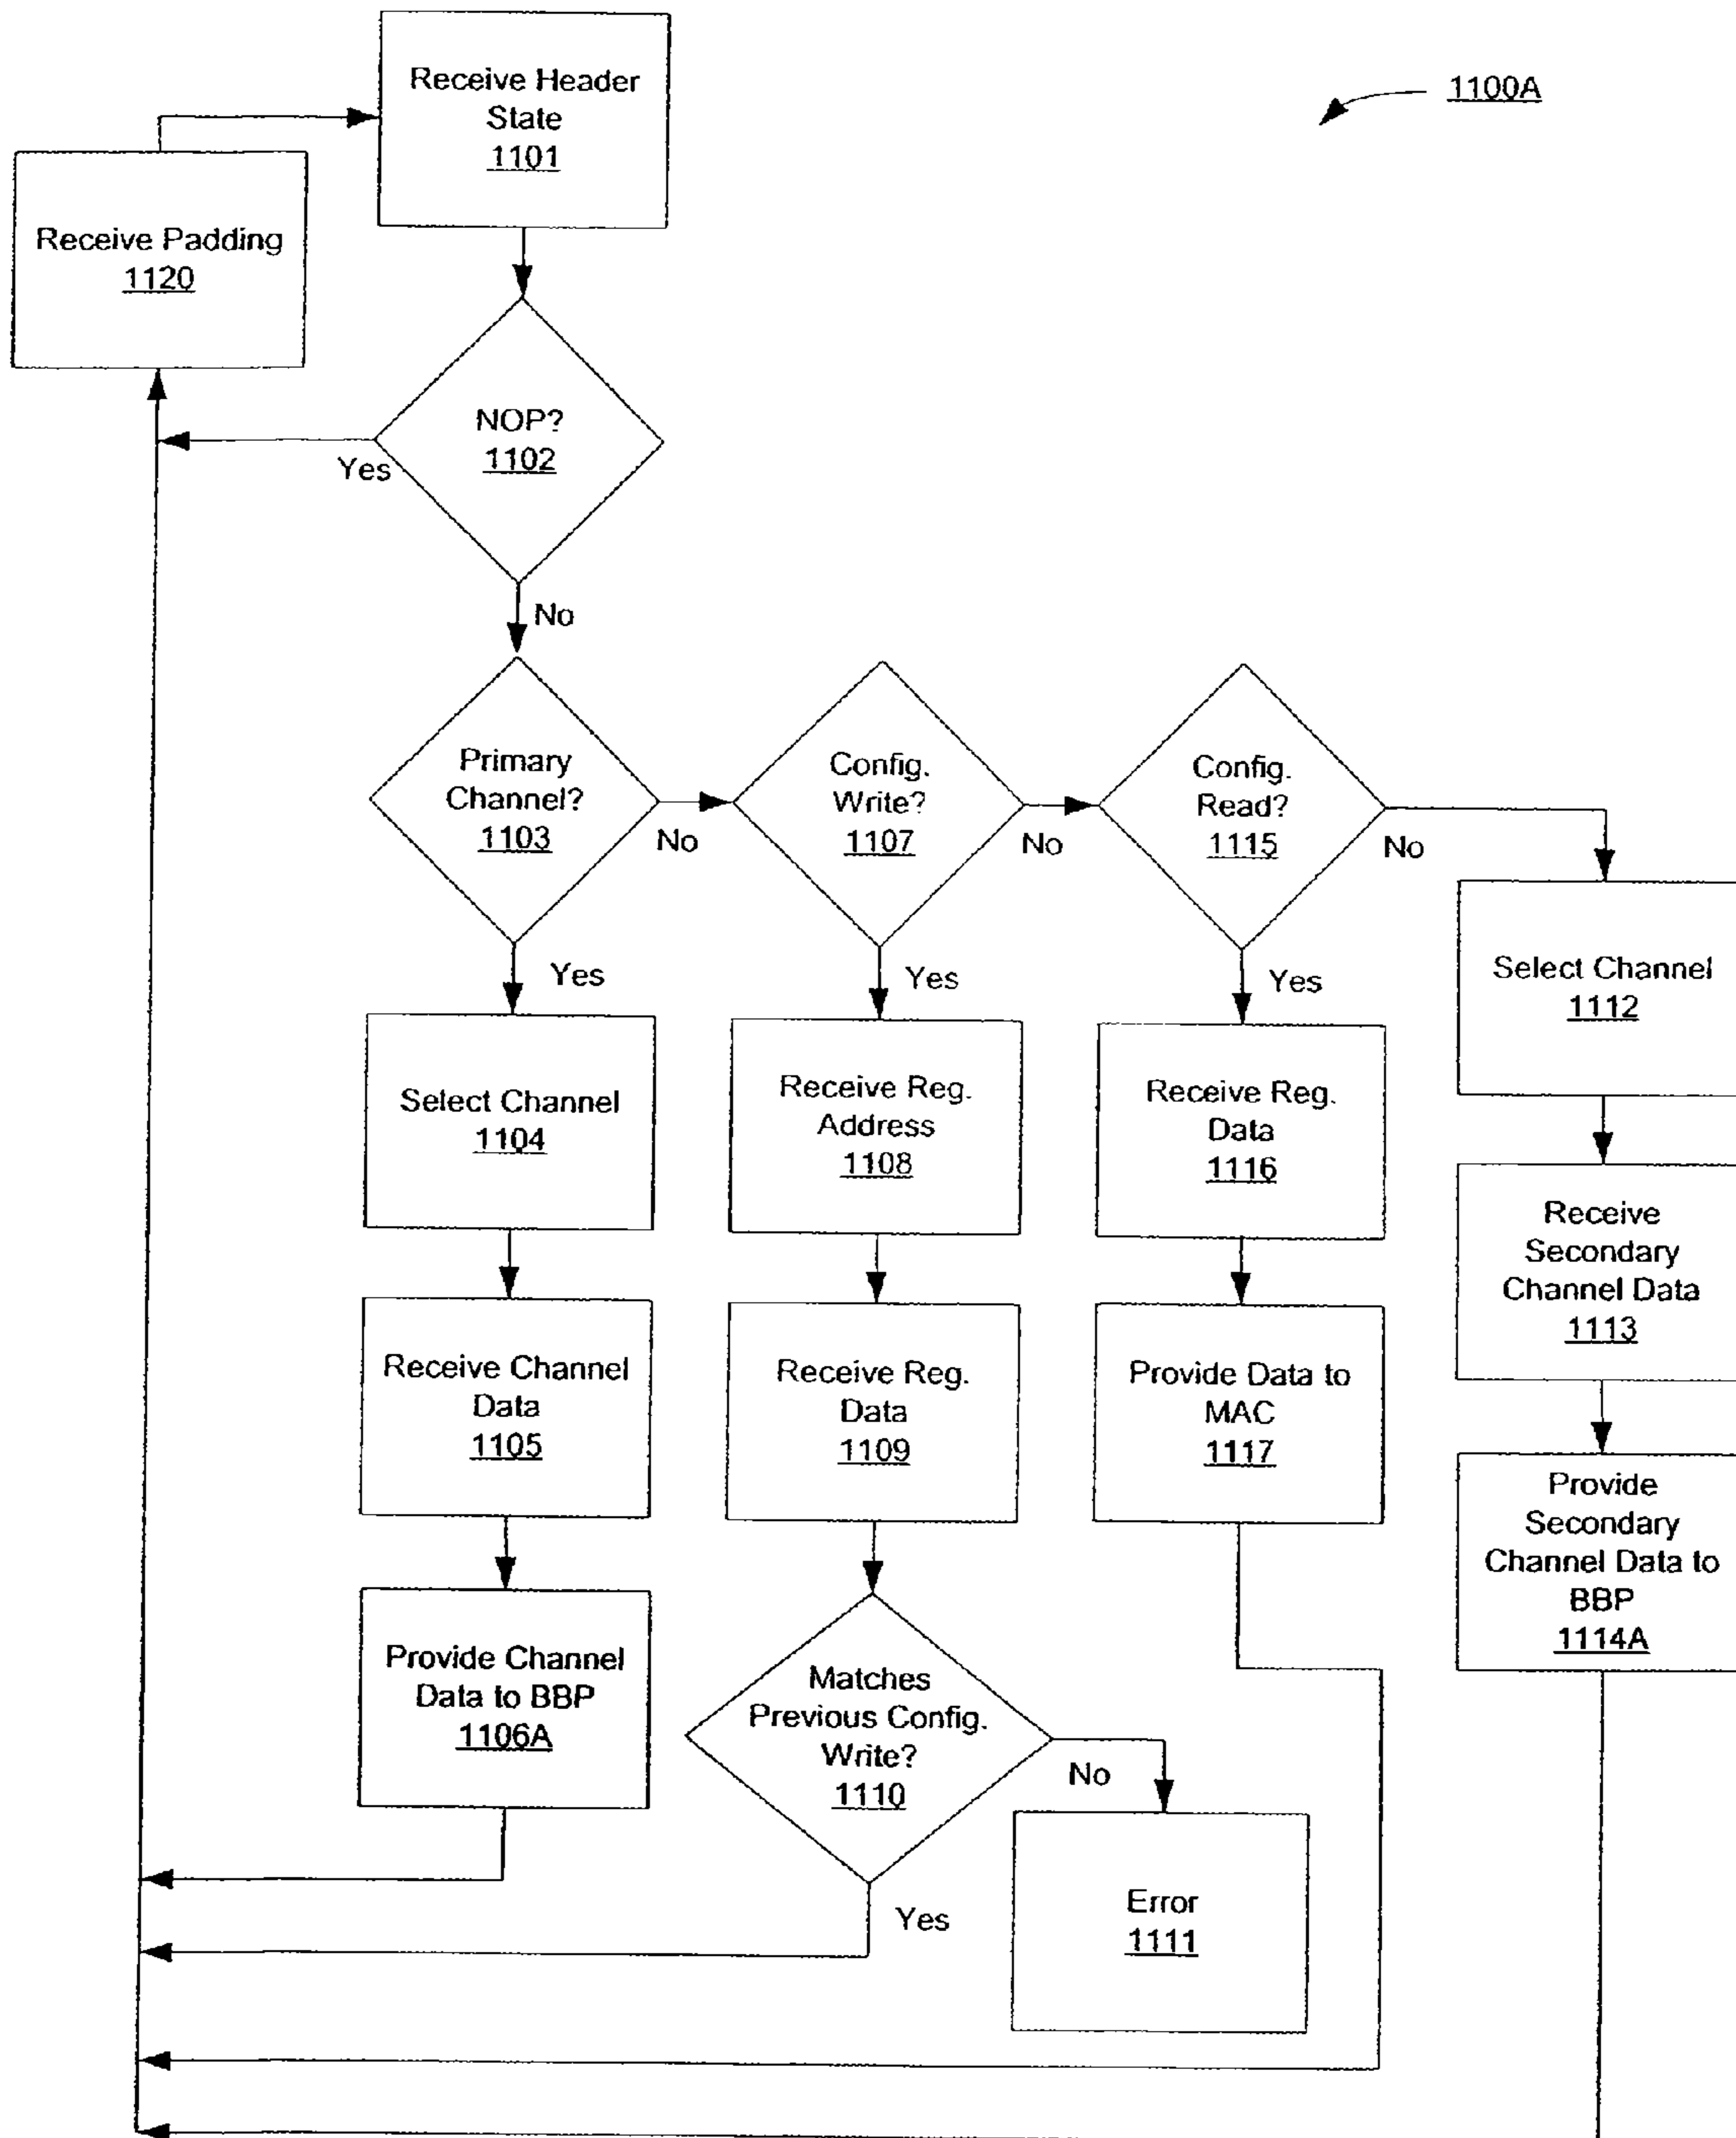 Receive Header
State
1101
1100A
Receive Padding
1120
NOP?
1102
Yes
No
Primary
Channel?
1103
No
Config.
Write?
1107
No
Config.
Read?
1115
No
Yes
Yes
Yes
Select Channel
1112
Select Channel
1104
Receive Reg.
Address
1108
Receive Reg.
Data
1116
Receive
Secondary
Channel Data
1113
Receive Channel
Data
1105
Receive Reg.
Data
1109
Provide Data to
MAC
1117
Provide
Secondary
Channel Data to
BBP
1114A
Provide Channel
Data to BBP
1106A
Matches
Previous Config.
Write?
1110
No
Yes
Error
1111